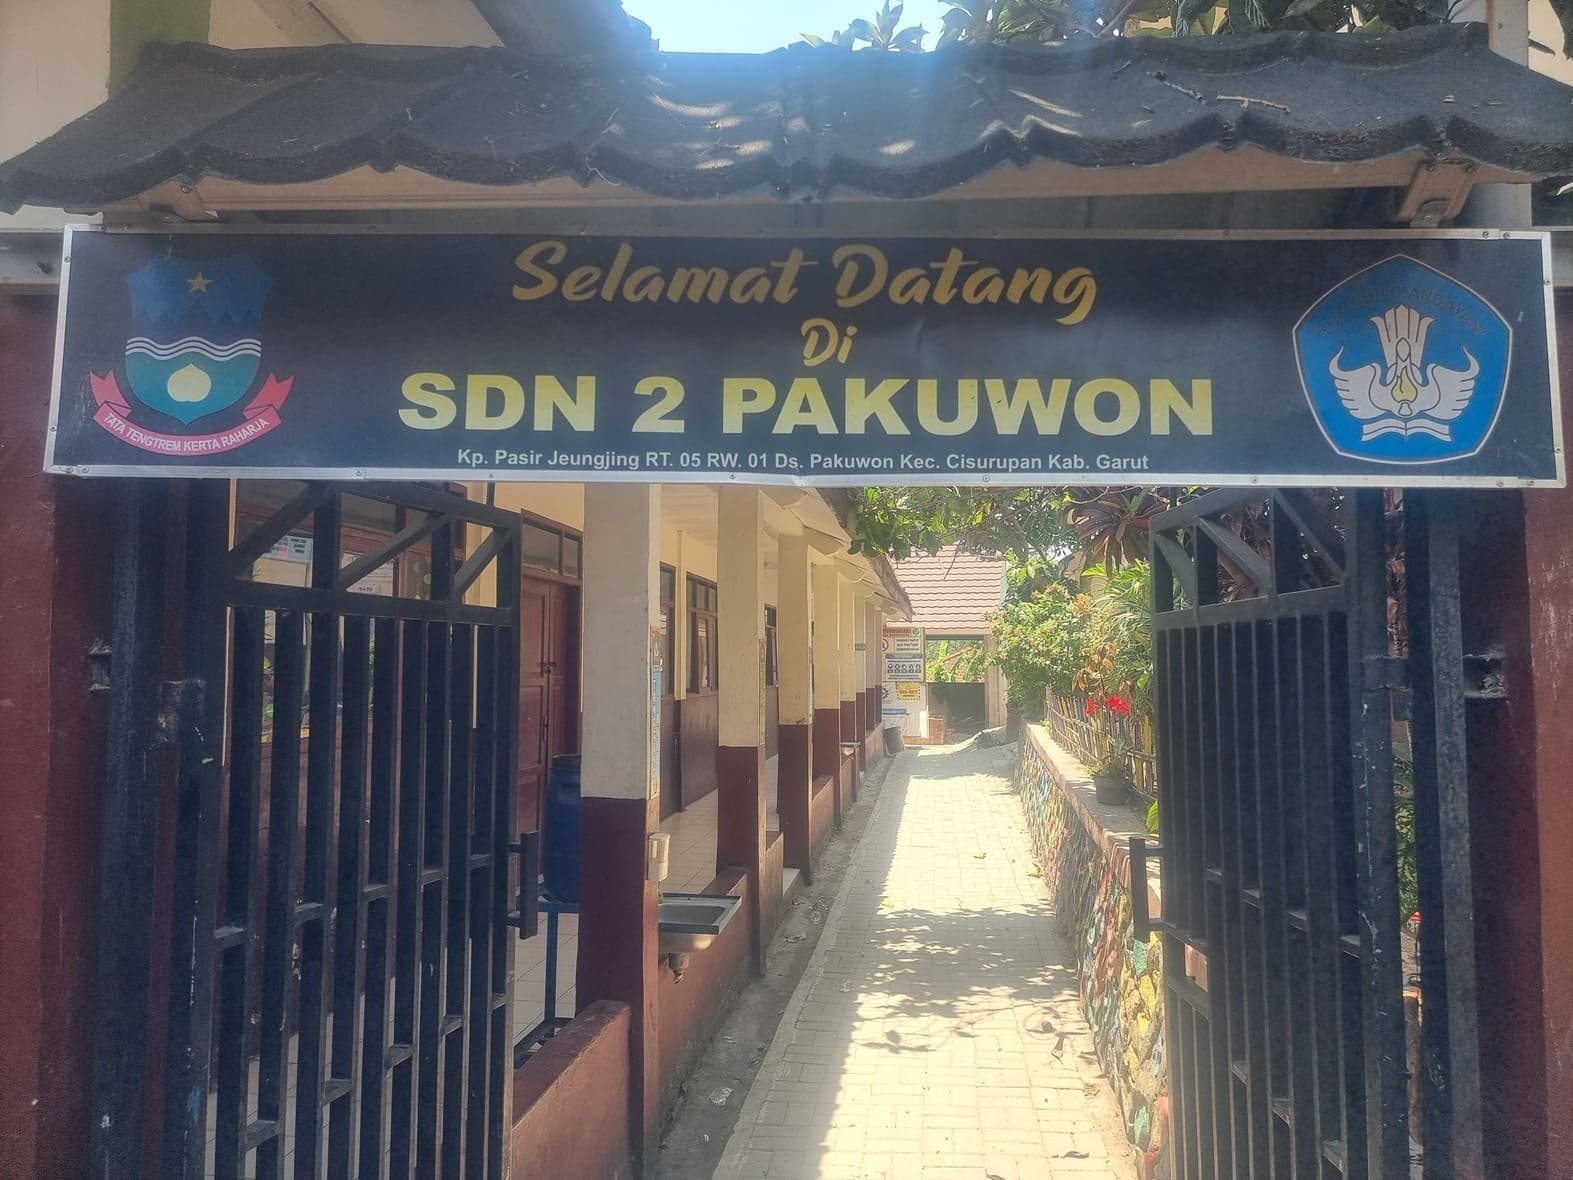 Selamat Datang
Di
SDN 2 PAKUWON
Kp. Pasir Jeungjing RT. 05 RW. 01 Ds. Pakuwon Kec. Cisurupan Kab. Garut
TATA TENGTREM KERTA RAHARJA